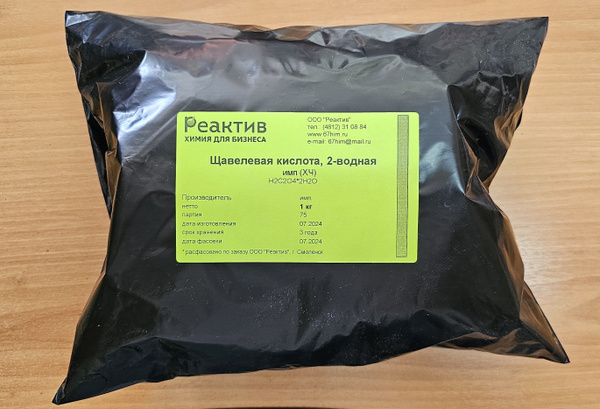 Реактив
ХИМИЯ ДЛЯ БИЗНЕСА
ООО "Реактив"
тел.: (4812) 31 08 84
www.67him.ru
e-mail: 67him@mail.ru
Щавелевая кислота, 2-водная
имп (ХЧ)
H2C2O4*2H2O
Производитель имп.
нетто 1 кг
партия 75
дата изготовления 07.2024
срок хранения 3 года
дата фасовки 07.2024
* расфасовано по заказу ООО "Реактив", г. Смоленск